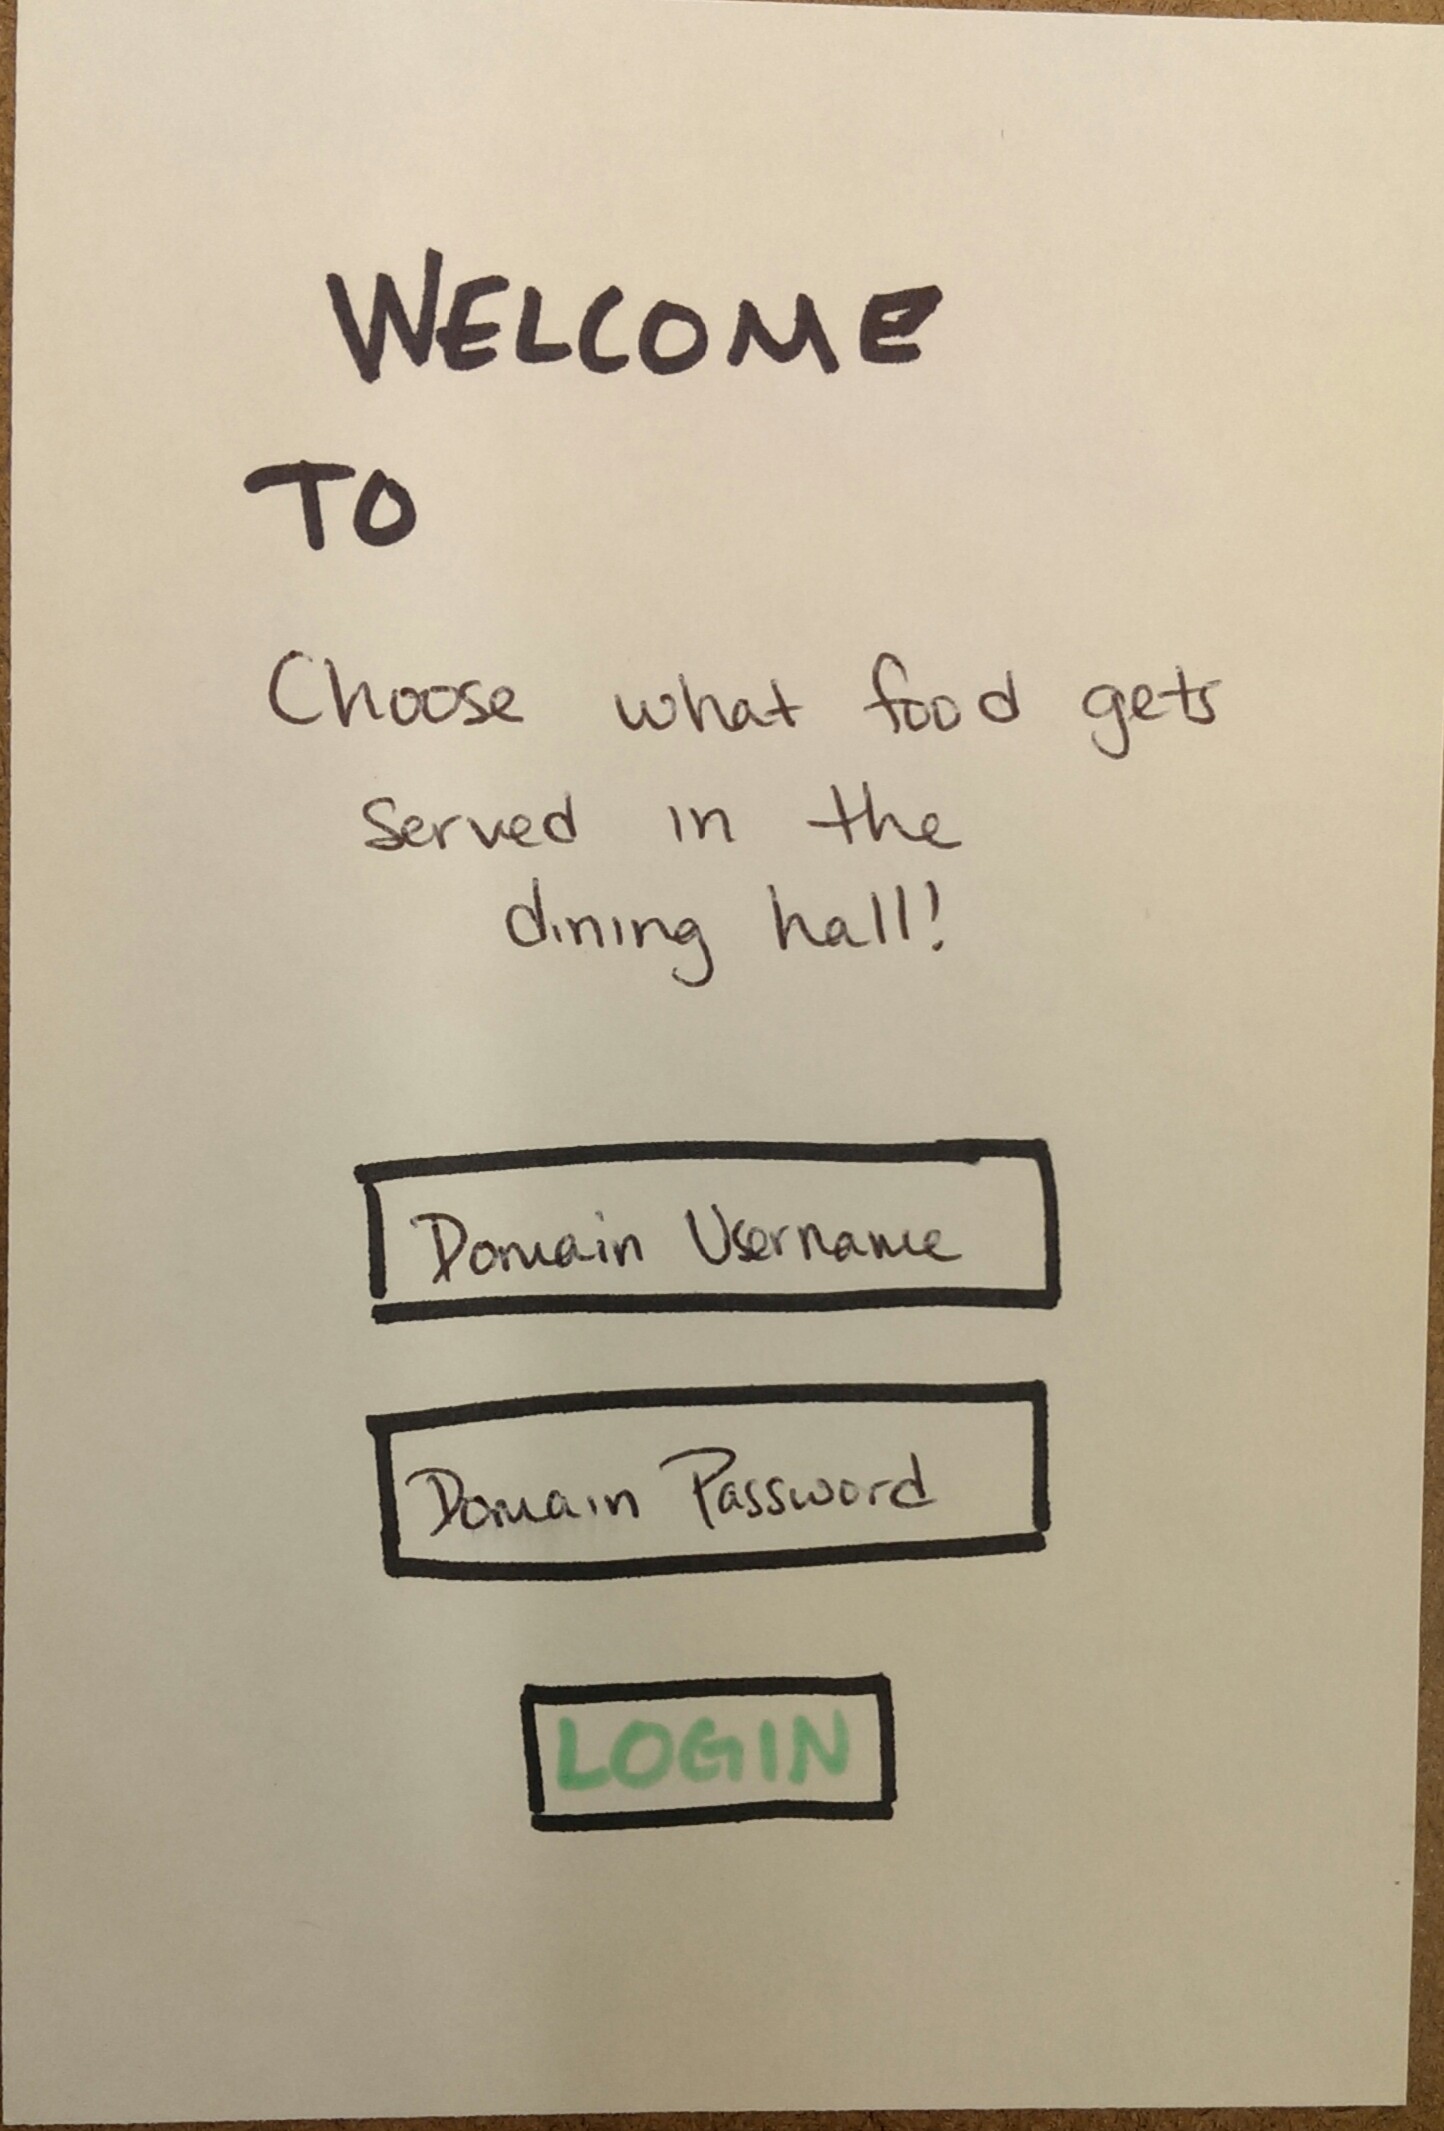 WELCOME
TO
Choose what food gets
served in the
dining hall!
Domain Username
Domain Password
LOGIN